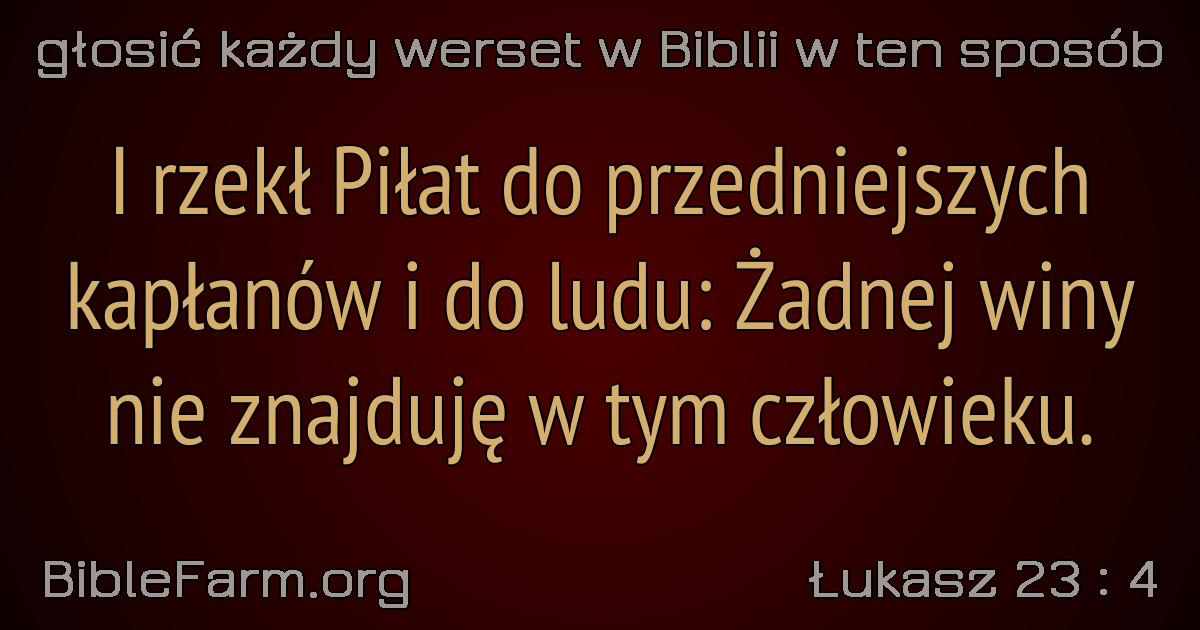 głosić każdy werset w Biblii w ten sposób
I rzekł Piłat do przedniejszych
kapłanów i do ludu: Żadnej winy
nie znajduję w tym człowieku.
BibleFarm.org
Łukasz 23 : 4